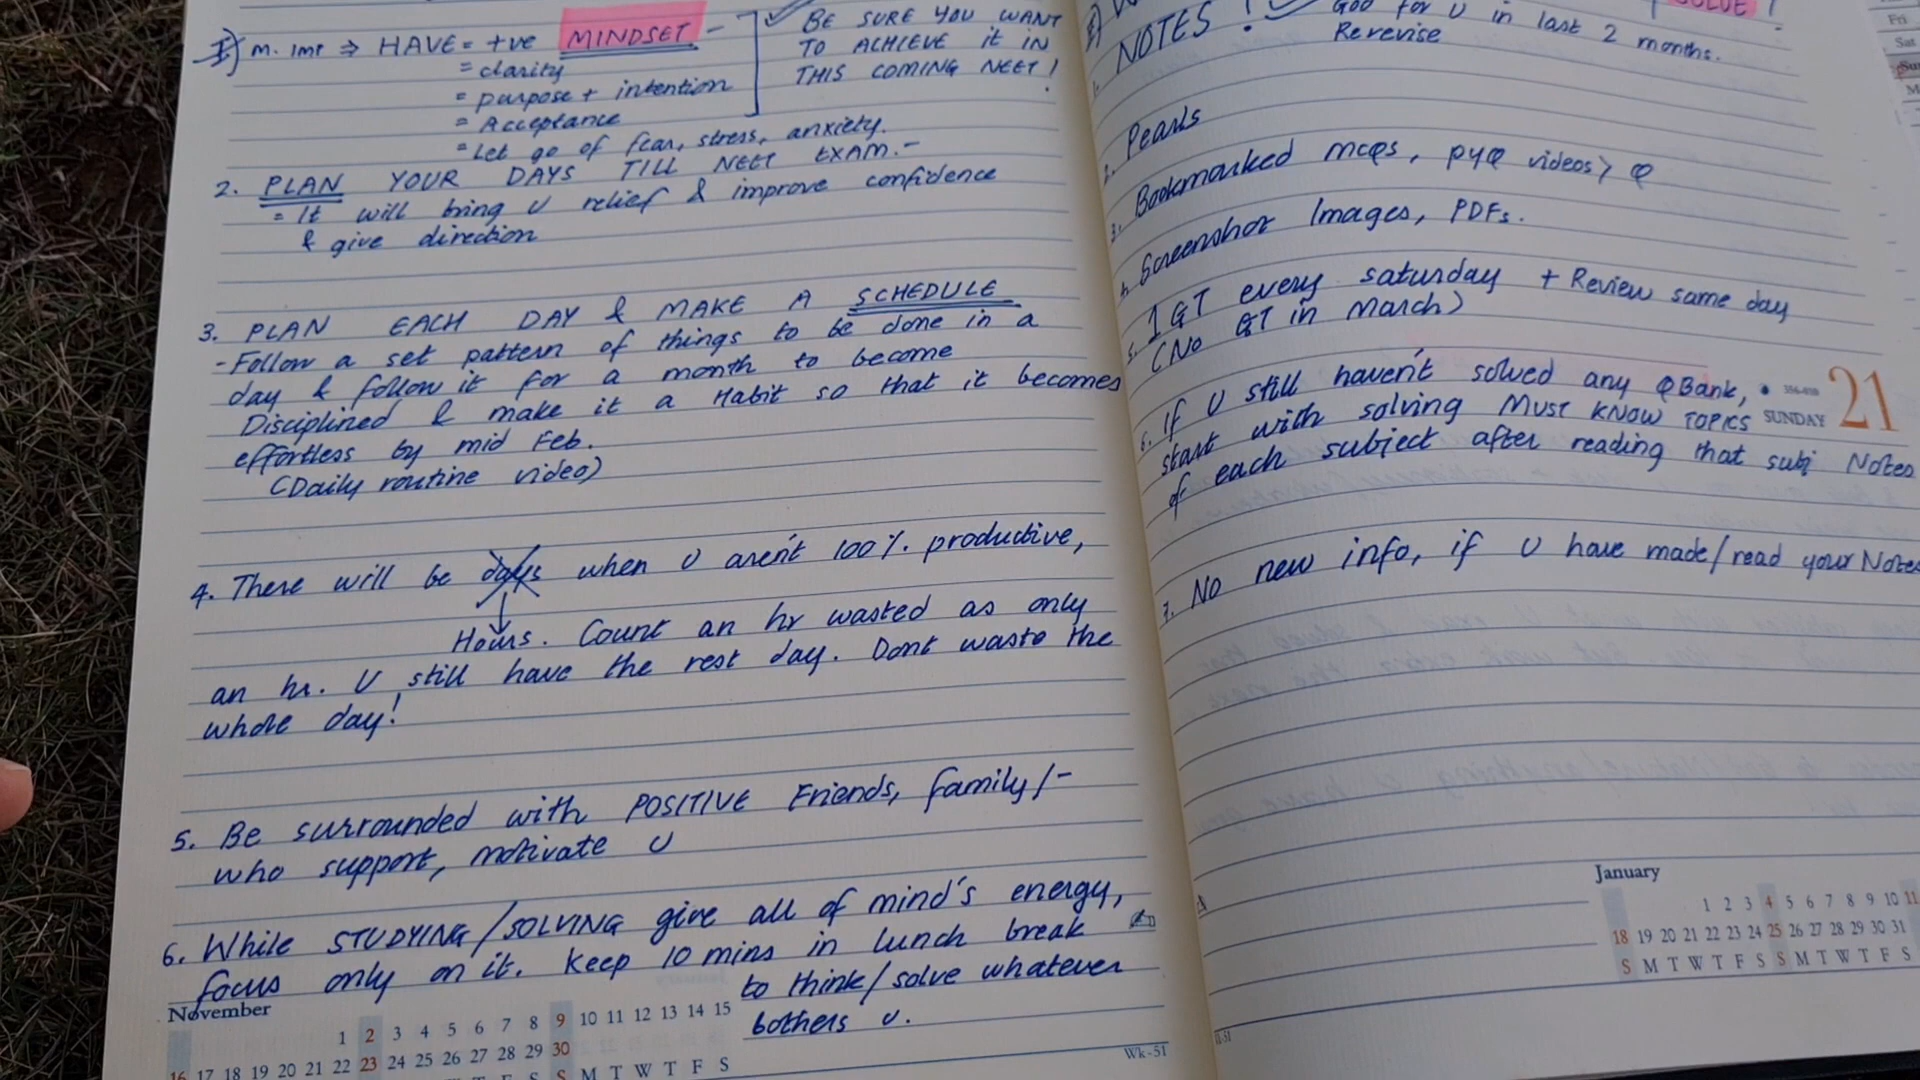 1) M. Imp ⇒ HAVE = +ve MINDSET -
= clarity
= purpose + intention
= Acceptance
= Let go of fear, stress, anxiety.
BE SURE YOU WANT
TO ACHIEVE it IN
THIS COMING NEET!
2. PLAN YOUR DAYS TILL NEET EXAM.-
= It will bring U relief & improve confidence
& give direction
3. PLAN EACH DAY & MAKE A SCHEDULE
- Follow a set pattern of things to be done in a
day & follow it for a month to become
Disciplined & make it a Habit so that it becomes
effortless by mid Feb.
(Daily routine video)
4. There will be days when U aren't 100%. productive,
Hours. Count an hr wasted as only
an hr. U still have the rest day. Dont waste the
whole day!
5. Be surrounded with POSITIVE Friends, family/-
who support, motivate U
6. While STUDYING/SOLVING give all of mind's energy,
focus only on it. Keep 10 mins in lunch break
to think/solve whatever
bothers U.
November
1 2 3 4 5 6 7 8 9 10 11 12 13 14 15
16 17 18 19 20 21 22 23 24 25 26 27 28 29 30
S M T W T F S
Wk-51
SOLVE
1. NOTES! God for U in last 2 months.
Rerevise
2. Pearls
3. Bookmarked mcqs, pyq videos > Q
4. Screenshot Images, PDFs.
5. 1 GT every saturday + Review same day
(No GT in March)
6. If U still haven't solved any QBank,
start with solving MUST KNOW TOPICS
of each subject after reading that subj Notes
SUNDAY 21
7. No new info, if U have made/read your Notes
January
1 2 3 4 5 6 7 8 9 10 11
18 19 20 21 22 23 24 25 26 27 28 29 30 31
S M T W T F S S M T W T F S
Fri
Sat
Sun